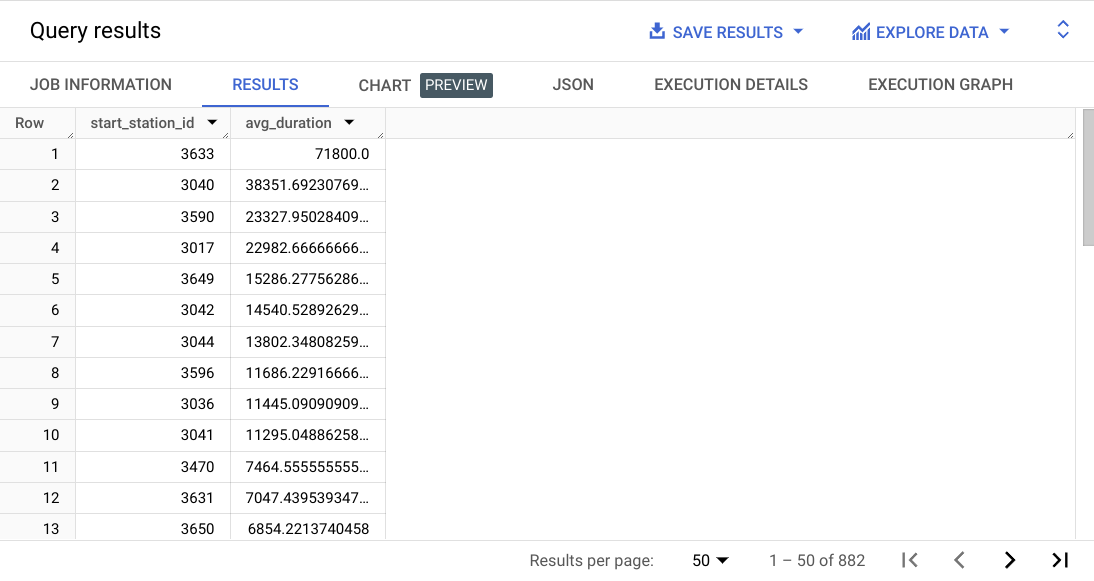 Query results SAVE RESULTS EXPLORE DATA
JOB INFORMATION RESULTS CHART PREVIEW JSON EXECUTION DETAILS EXECUTION GRAPH
Row start_station_id avg_duration
1 3633 71800.0
2 3040 38351.69230769…
3 3590 23327.95028409…
4 3017 22982.66666666…
5 3649 15286.27756286…
6 3042 14540.52892629…
7 3044 13802.34808259…
8 3596 11686.22916666…
9 3036 11445.09090909…
10 3041 11295.04886258…
11 3470 7464.555555555…
12 3631 7047.439539347…
13 3650 6854.2213740458
Results per page: 50 1 – 50 of 882